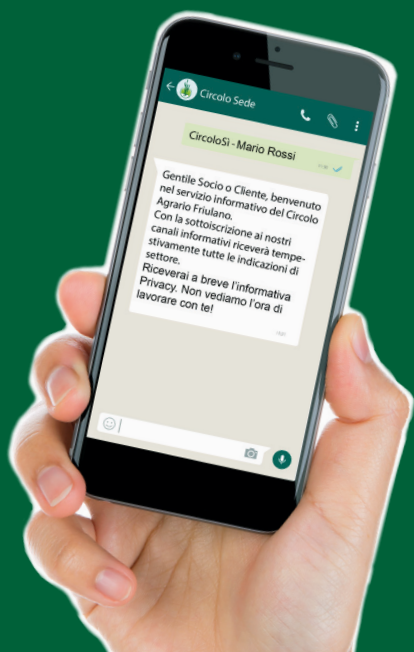 Circolo Sede
CircoloSì - Mario Rossi
Gentile Socio o Cliente, benvenuto
nel servizio informativo del Circolo
Agrario Friulano.
Con la sottoiscrizione ai nostri
canali informativi riceverà tempe-
stivamente tutte le indicazioni di
settore.
Riceverai a breve l'informativa
Privacy. Non vediamo l'ora di
lavorare con te!